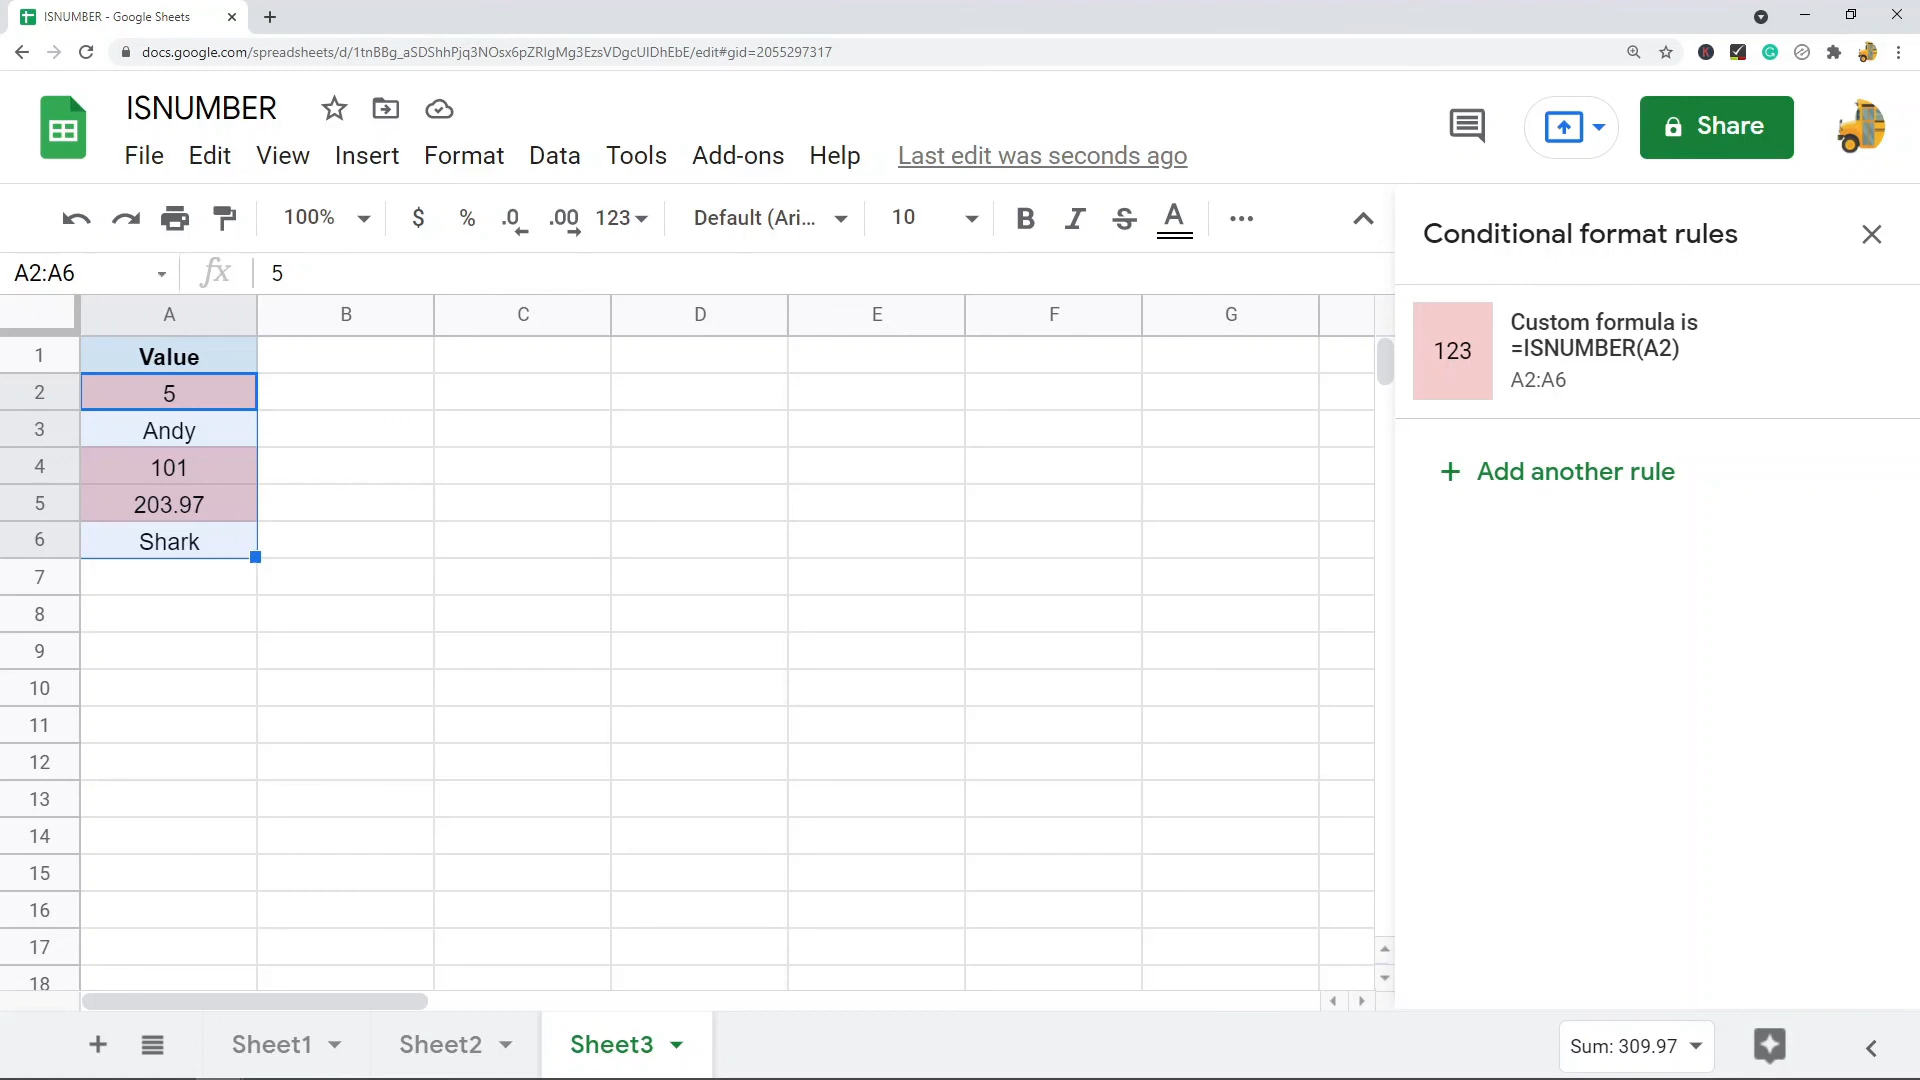 ISNUMBER - Google Sheets
docs.google.com/spreadsheets/d/1tnBBg_aSDShhPjq3NOsx6pZRIgMg3EzsVDgcUIDhEbE/edit#gid=2055297317
ISNUMBER
Share
File Edit View Insert Format Data Tools Add-ons Help Last edit was seconds ago
100% $ % .0 .00 123 Default (Ari... 10 B I S A
Conditional format rules
A2:A6 fx 5
A B C D E F G
1 Value
2 5
3 Andy
4 101
5 203.97
6 Shark
7
8
9
10
11
12
13
14
15
16
17
18
123
Custom formula is
=ISNUMBER(A2)
A2:A6
+ Add another rule
+ Sheet1 Sheet2 Sheet3 Sum: 309.97